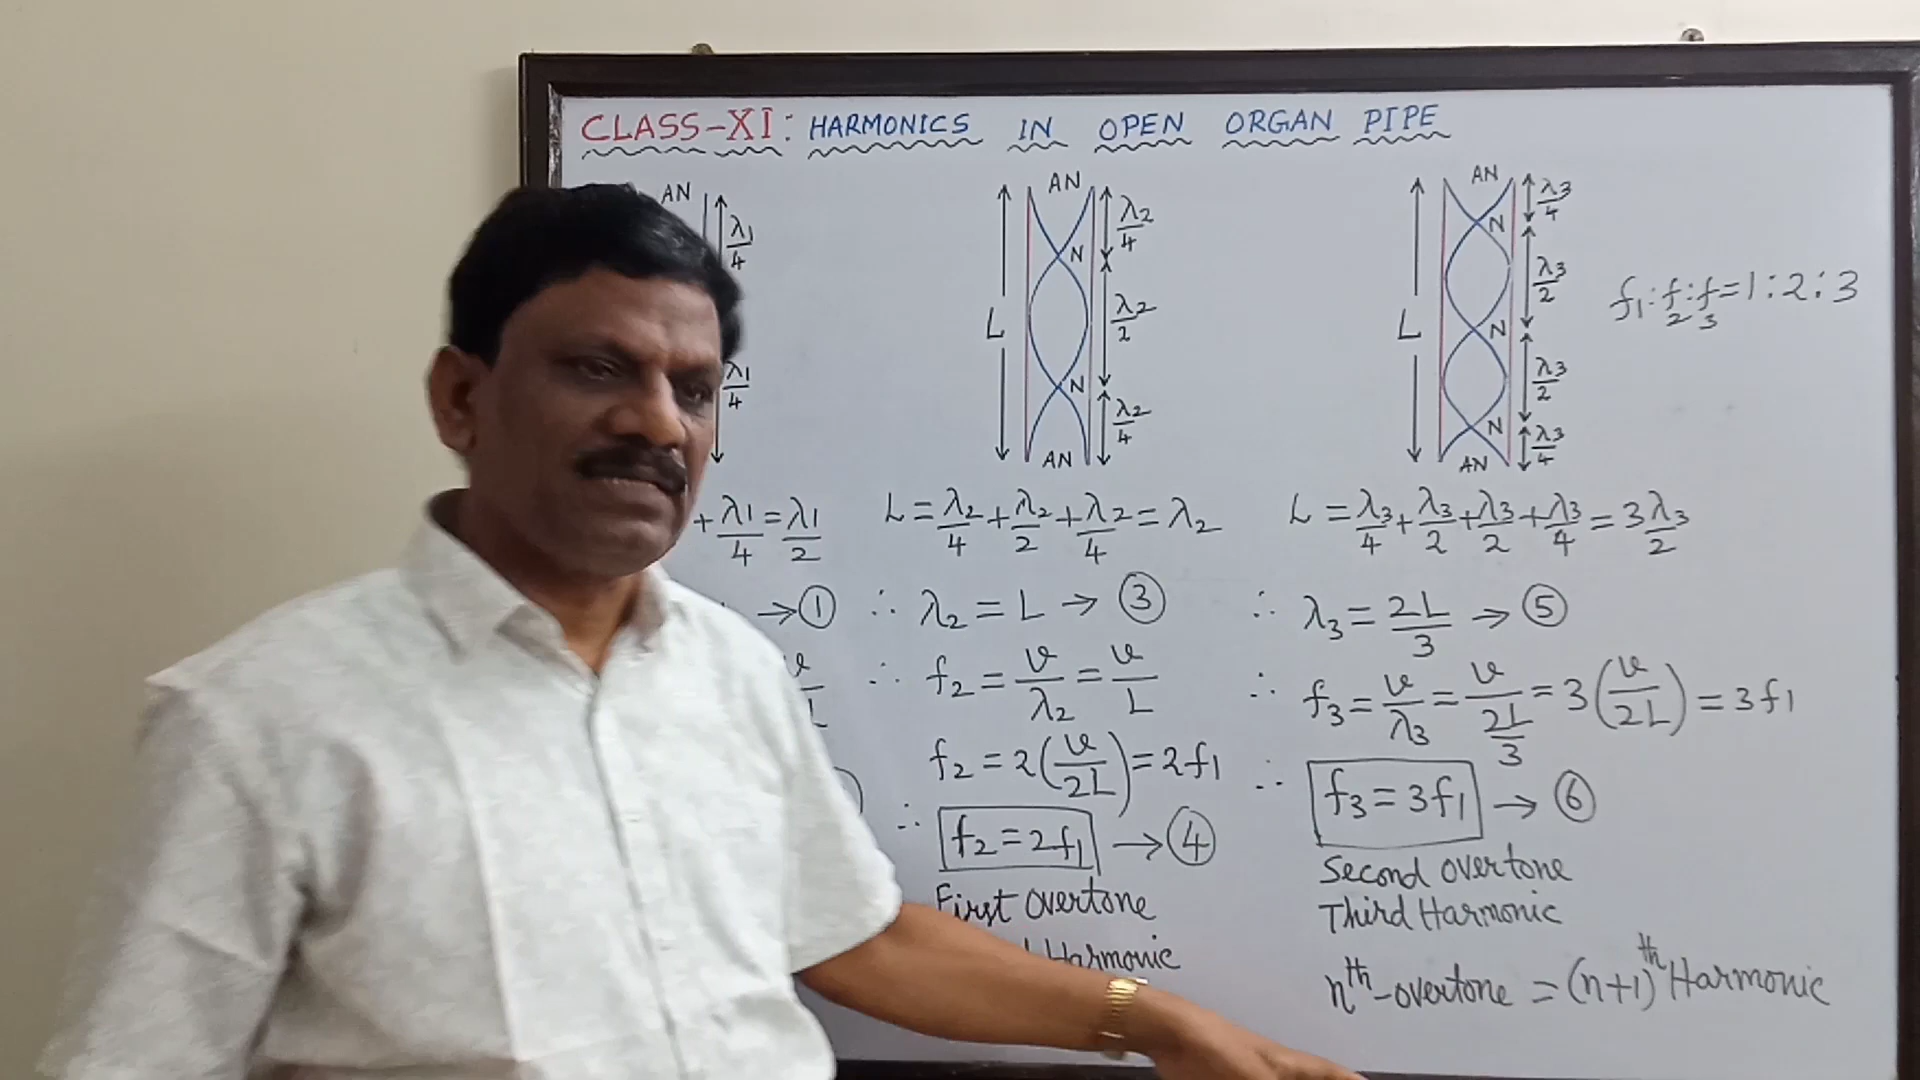 CLASS-XI: HARMONICS IN OPEN ORGAN PIPE
AN
λ1/4
λ1/4
+ λ1/4 = λ1/2
→ ①
v
L
AN
λ2/4
N
L
λ2/2
N
λ2/4
AN
L = λ2/4 + λ2/2 + λ2/4 = λ2
∴ λ2 = L → ③
∴ f2 = v/λ2 = v/L
f2 = 2(v/2L) = 2f1
∴ f2 = 2f1 → ④
First Overtone
Harmonic
AN
λ3/4
N
λ3/2
L
N
λ3/2
N
λ3/4
AN
f1:f2:f3=1:2:3
L = λ3/4 + λ3/2 + λ3/2 + λ3/4 = 3λ3/2
∴ λ3 = 2L/3 → ⑤
∴ f3 = v/λ3 = v/(2L/3) = 3(v/2L) = 3f1
∴ f3 = 3f1 → ⑥
Second Overtone
Third Harmonic
nth-overtone = (n+1)th Harmonic